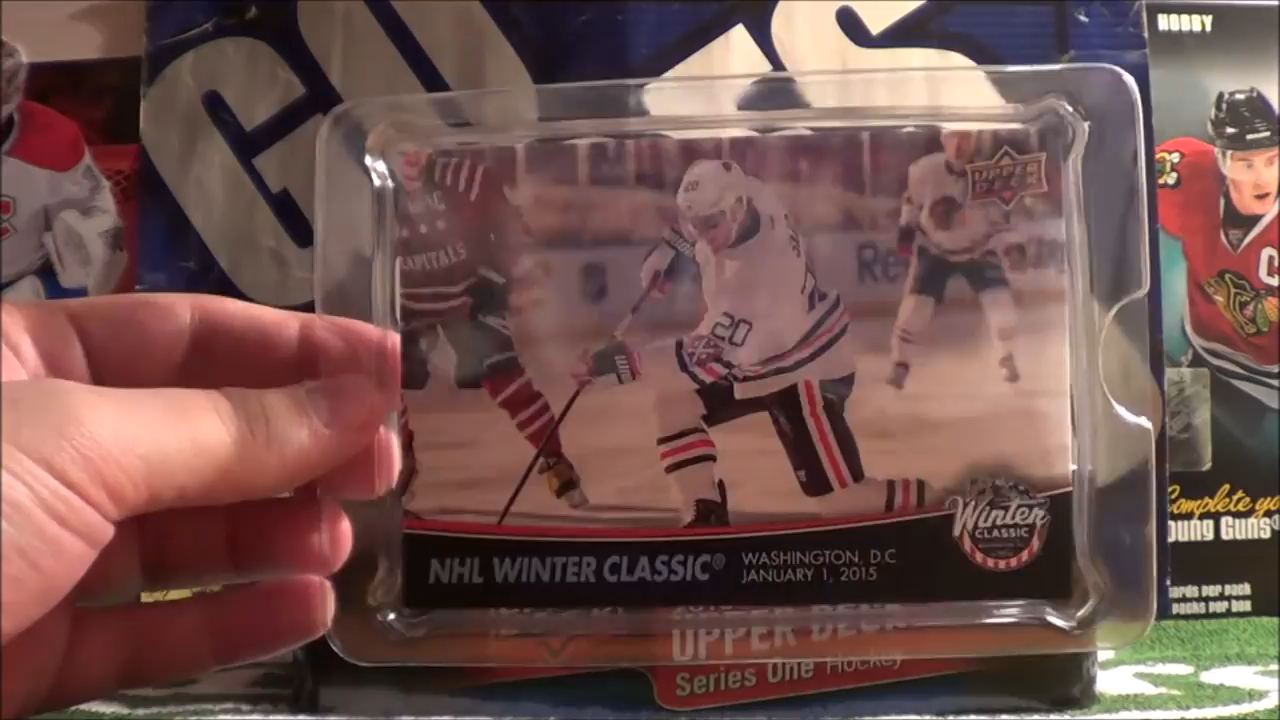 HOBBY
UPPER
DECK
20
CAPITALS
20
Re
C
NHL WINTER CLASSIC®
WASHINGTON, D.C
JANUARY 1, 2015
Winter
CLASSIC
Complete yo
oung Guns®
ards per pack
packs per box
UPPER DECK
Series One Hockey